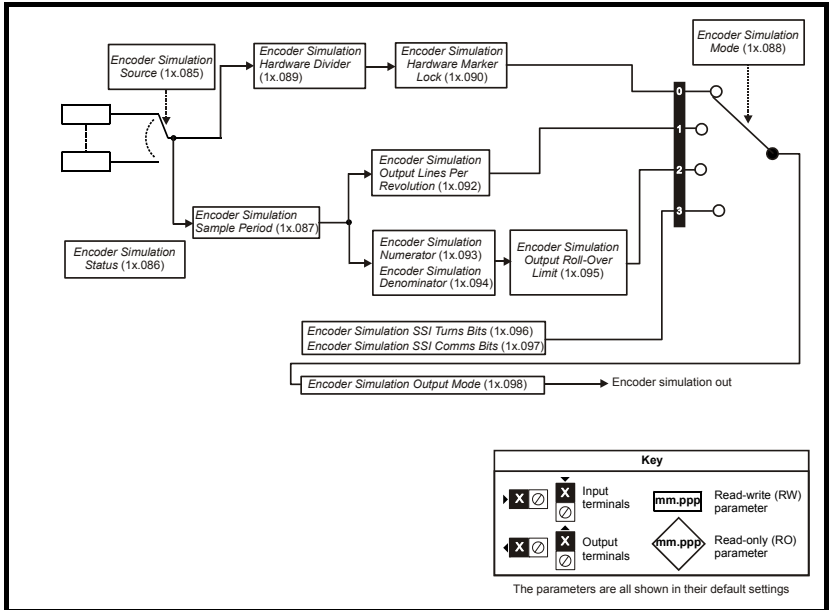 Encoder Simulation
Source (1x.085)
Encoder Simulation
Hardware Divider
(1x.089)
Encoder Simulation
Hardware Marker
Lock (1x.090)
Encoder Simulation
Mode (1x.088)
0
1
2
3
Encoder Simulation
Output Lines Per
Revolution (1x.092)
Encoder Simulation
Sample Period (1x.087)
Encoder Simulation
Status (1x.086)
Encoder Simulation
Numerator (1x.093)
Encoder Simulation
Denominator (1x.094)
Encoder Simulation
Output Roll-Over
Limit (1x.095)
Encoder Simulation SSI Turns Bits (1x.096)
Encoder Simulation SSI Comms Bits (1x.097)
Encoder Simulation Output Mode (1x.098)
Encoder simulation out
Key
X
X
Input
terminals
mm.ppp
Read-write (RW)
parameter
X
X
Output
terminals
mm.ppp
Read-only (RO)
parameter
The parameters are all shown in their default settings